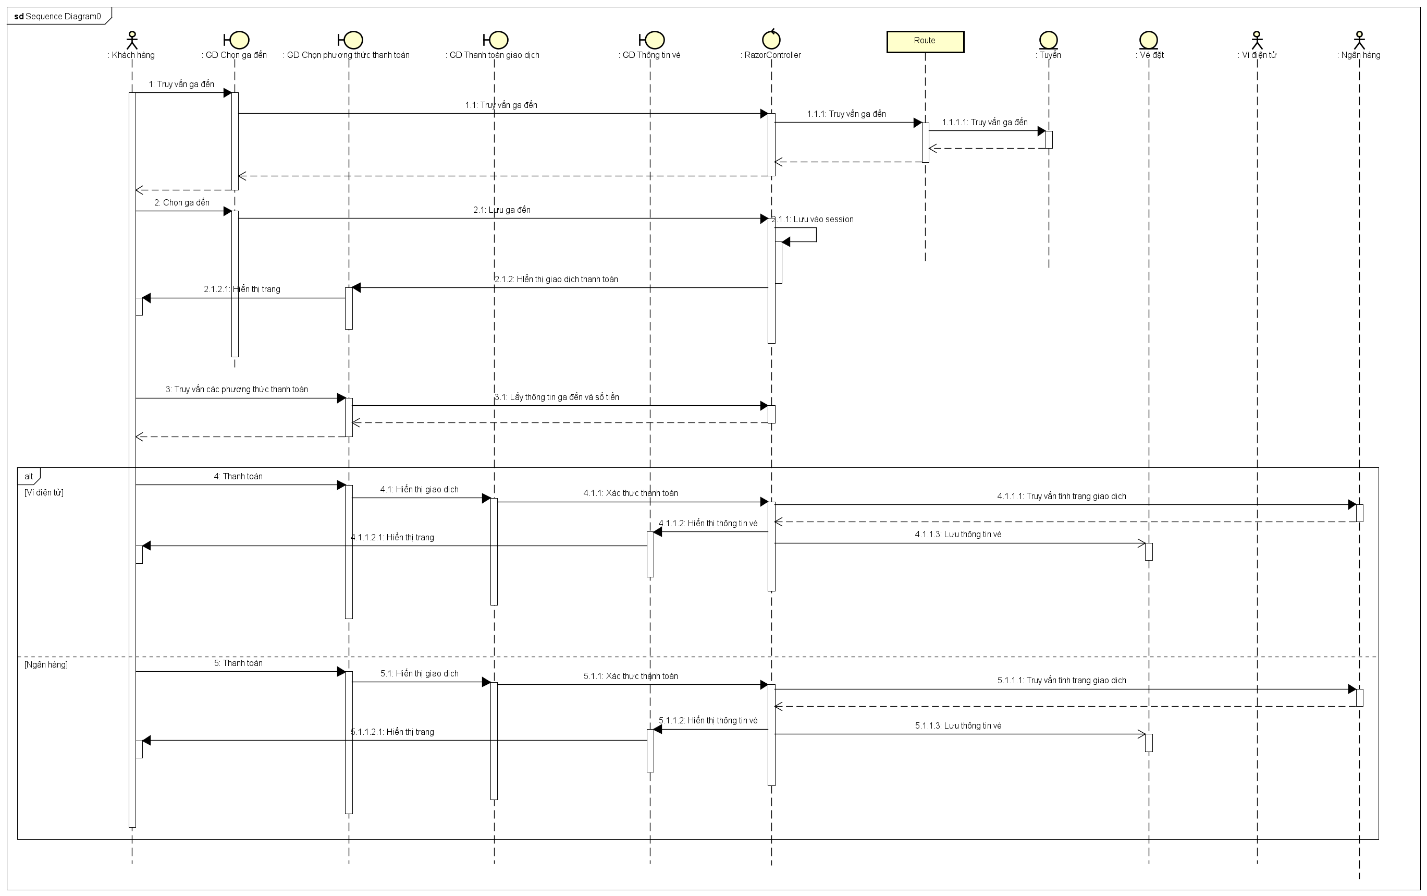 sd Sequence Diagram0
: Khách hàng
: GD Chọn ga đến
: GD Chọn phương thức thanh toán
: GD Thanh toán giao dịch
: GD Thông tin vé
: RazorController
Route
: Tuyến
: Vé đặt
: Ví điện tử
: Ngân hàng
1: Truy vấn ga đến
1.1: Truy vấn ga đến
1.1.1: Truy vấn ga đến
1.1.1.1: Truy vấn ga đến
2: Chọn ga đến
2.1: Lưu ga đến
2.1.1: Lưu vào session
2.1.2: Hiển thị giao dịch thanh toán
2.1.2.1: Hiển thị trang
3: Truy vấn các phương thức thanh toán
3.1: Lấy thông tin ga đến và số tiền
alt
[Ví điện tử]
4: Thanh toán
4.1: Hiển thị giao dịch
4.1.1: Xác thực thanh toán
4.1.1.1: Truy vấn tình trạng giao dịch
4.1.1.2: Hiển thị thông tin vé
4.1.1.2.1: Hiển thị trang
4.1.1.3: Lưu thông tin vé
[Ngân hàng]
5: Thanh toán
5.1: Hiển thị giao dịch
5.1.1: Xác thực thanh toán
5.1.1.1: Truy vấn tình trạng giao dịch
5.1.1.2: Hiển thị thông tin vé
5.1.1.2.1: Hiển thị trang
5.1.1.3: Lưu thông tin vé